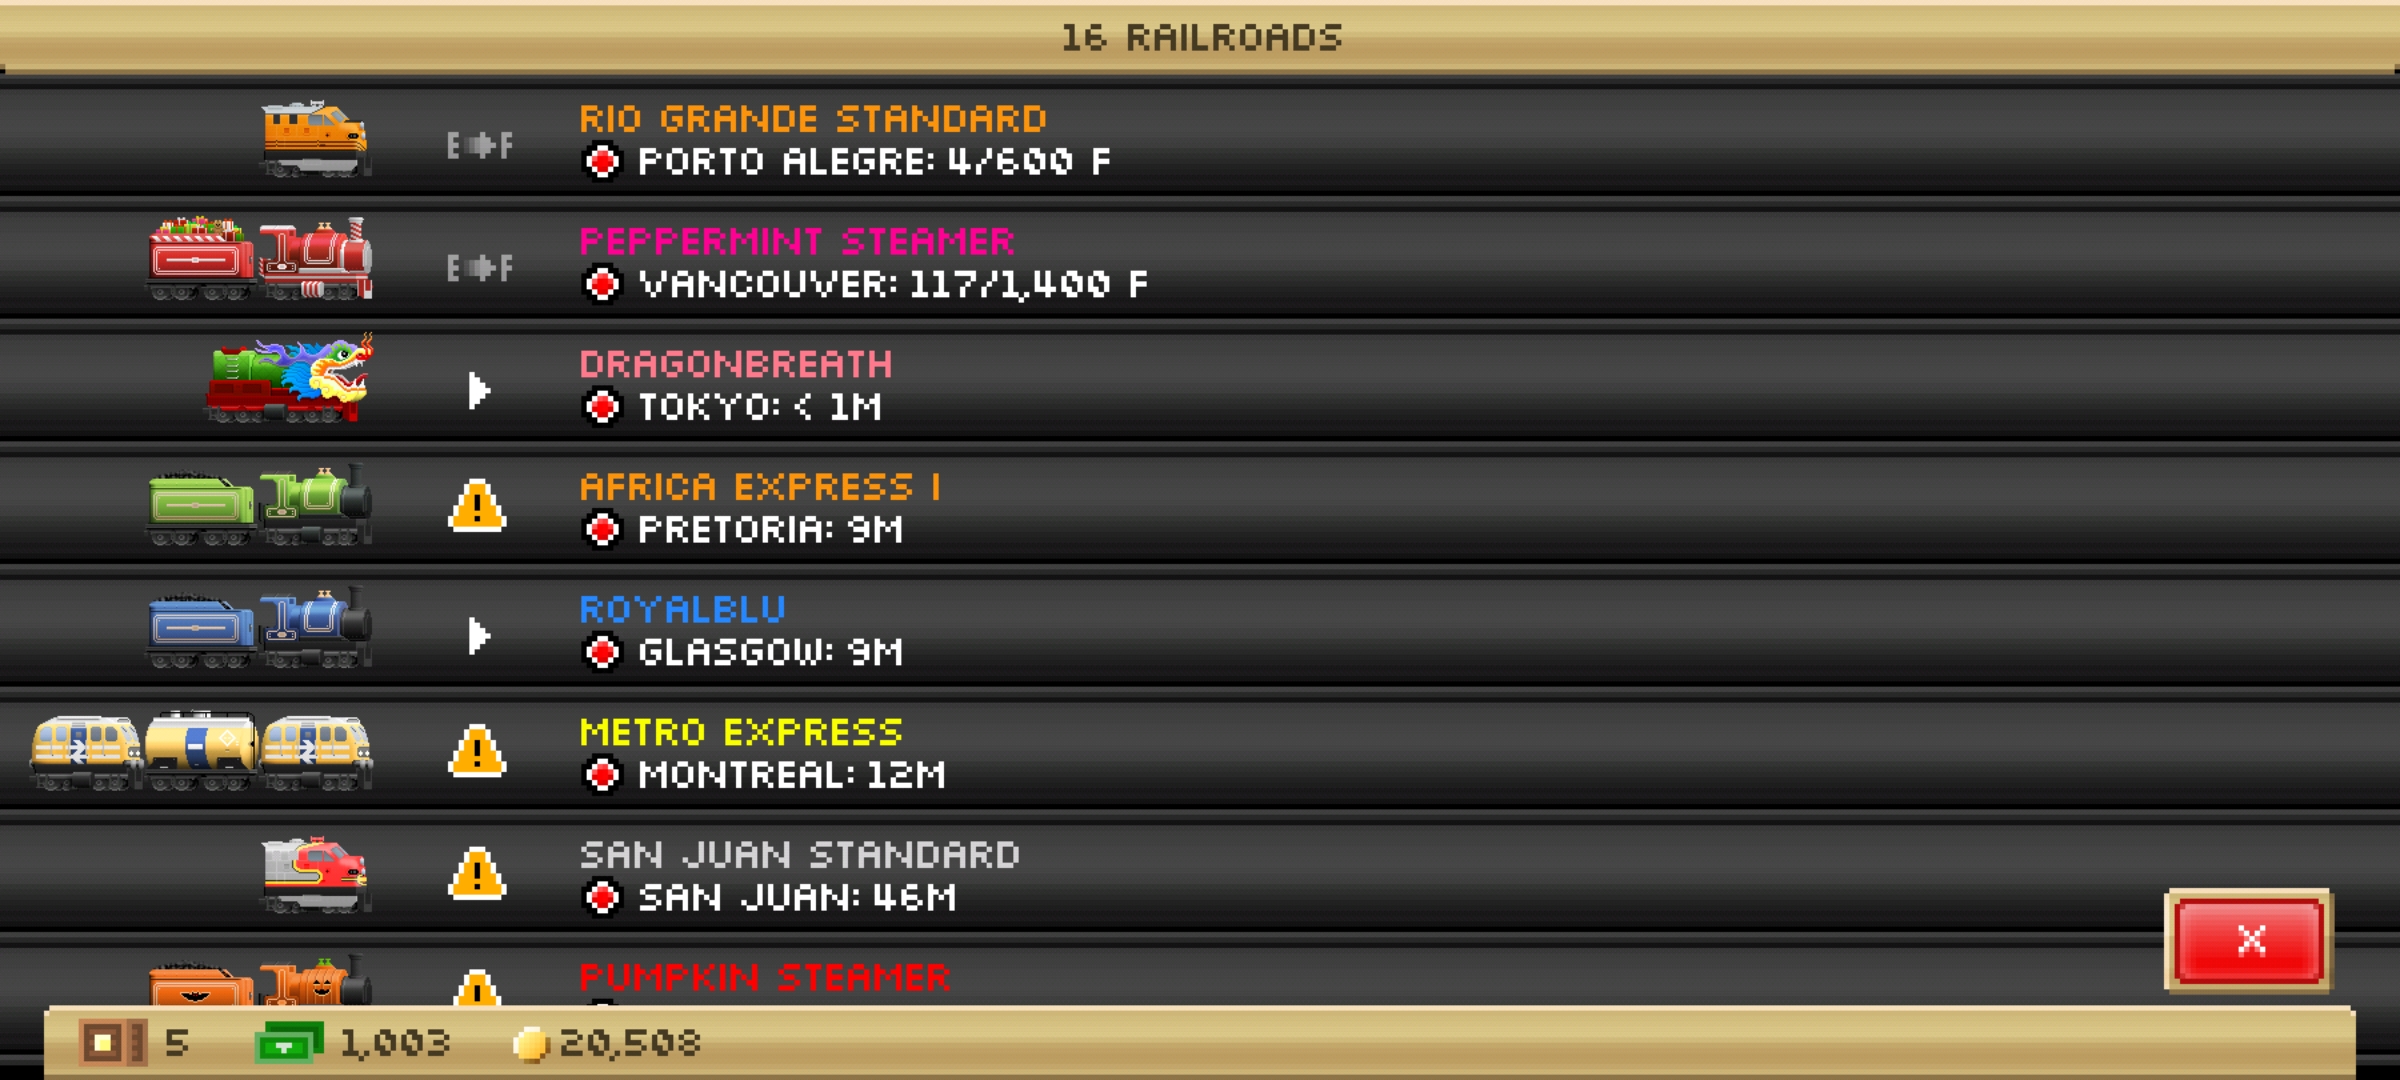 16 RAILROADS
E F RIO GRANDE STANDARD
PORTO ALEGRE: 4/600 F
E F PEPPERMINT STEAMER
VANCOUVER: 117/1,400 F
DRAGONBREATH
TOKYO: < 1M
AFRICA EXPRESS I
PRETORIA: 9M
ROYALBLU
GLASGOW: 9M
METRO EXPRESS
MONTREAL: 12M
SAN JUAN STANDARD
SAN JUAN: 46M
PUMPKIN STEAMER
X
5 1,003 20,508